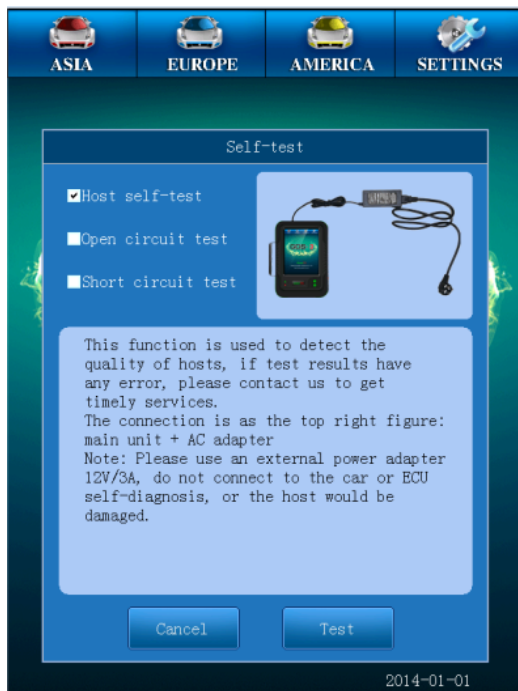 ASIA EUROPE AMERICA SETTINGS
Self-test
Host self-test
Open circuit test
Short circuit test
This function is used to detect the
quality of hosts, if test results have
any error, please contact us to get
timely services.
The connection is as the top right figure:
main unit + AC adapter
Note: Please use an external power adapter
12V/3A, do not connect to the car or ECU
self-diagnosis, or the host would be
damaged.
Cancel Test
2014-01-01